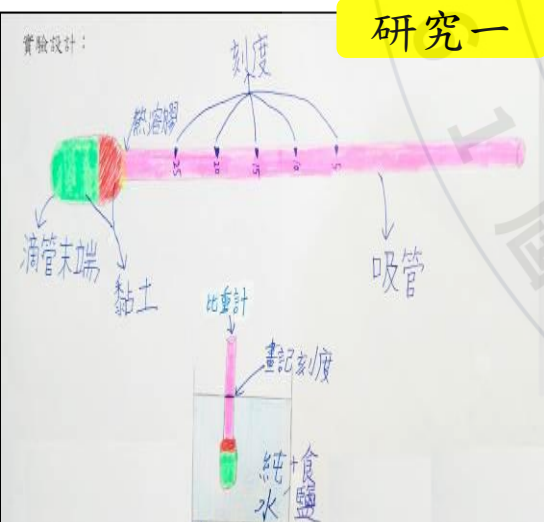 研究一
實驗設計：
刻度
熱溶膠
25 20 15 10 5
滴管末端
黏土
吸管
比重計
畫記刻度
純水+食鹽